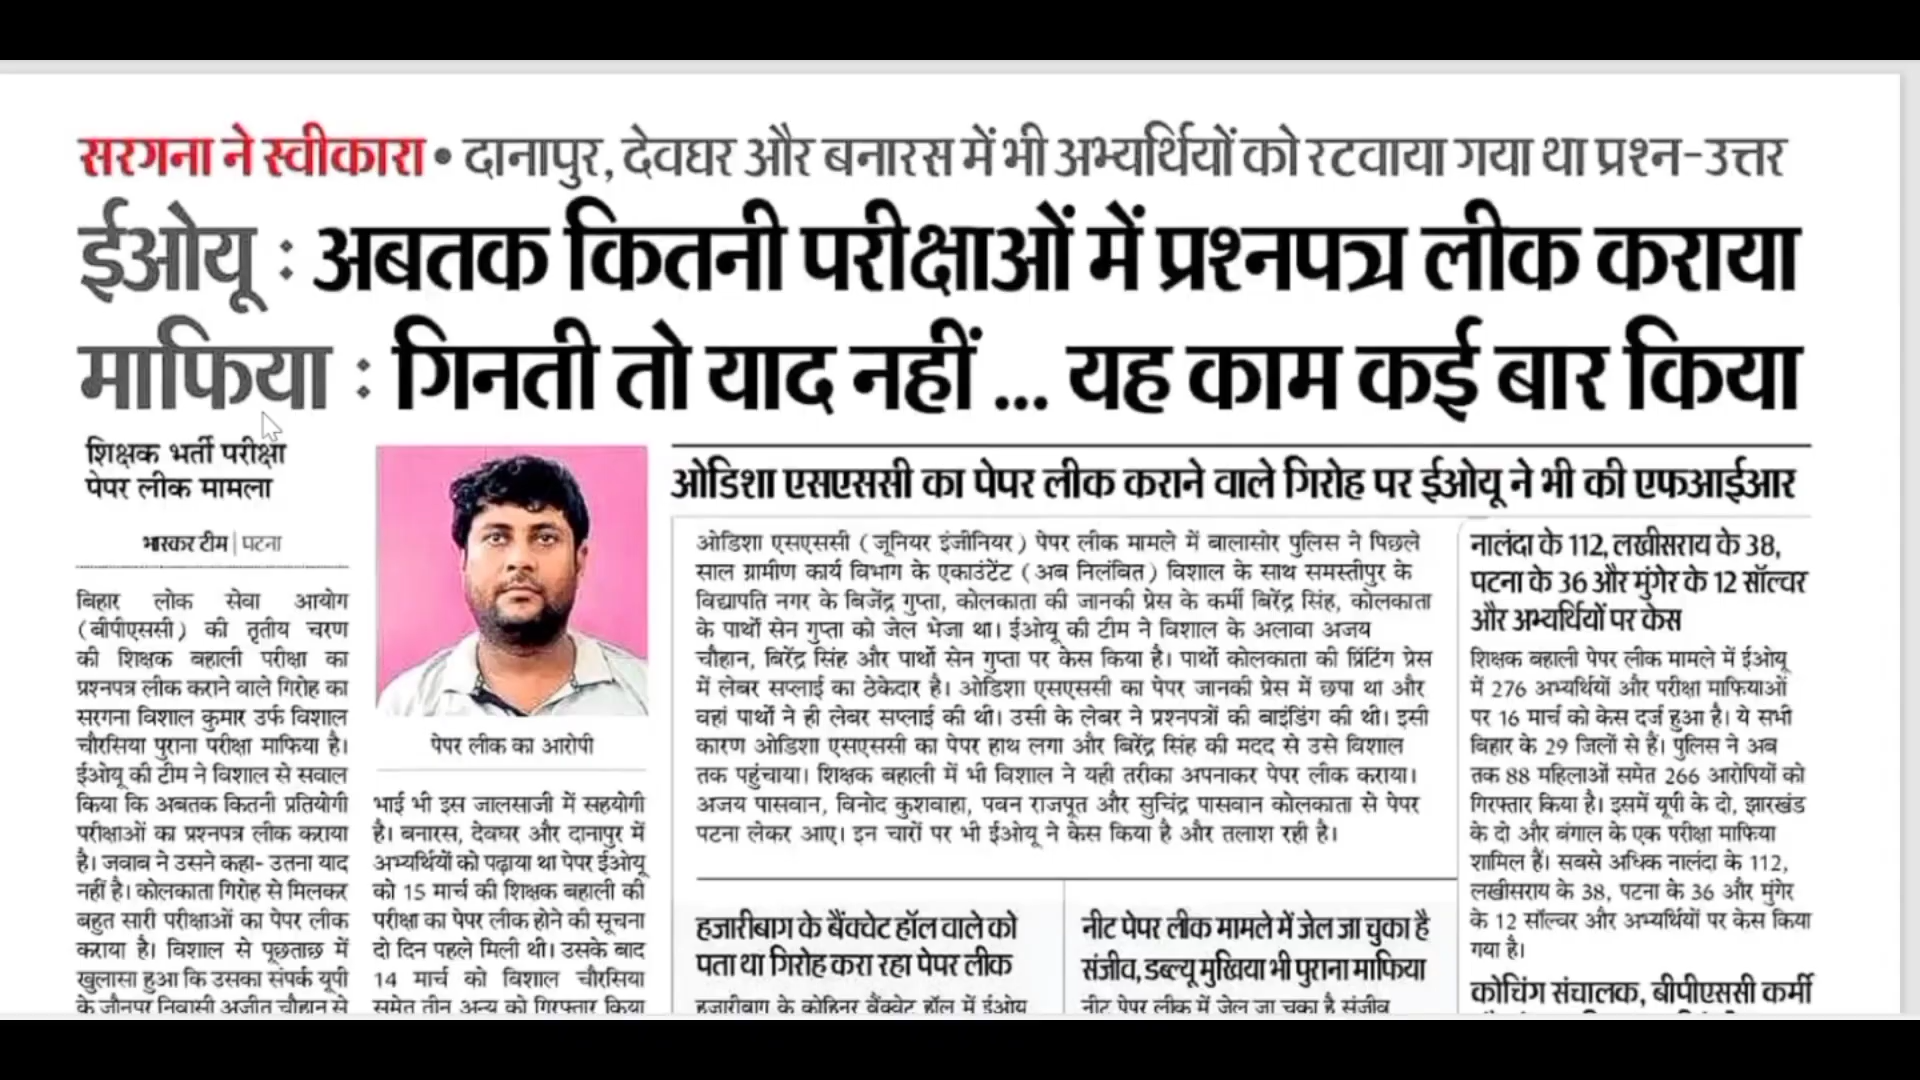 सरगना ने स्वीकारा • दानापुर, देवघर और बनारस में भी अभ्यर्थियों को रटवाया गया था प्रश्न-उत्तर
ईओयू : अबतक कितनी परीक्षाओं में प्रश्नपत्र लीक कराया
माफिया : गिनती तो याद नहीं ... यह काम कई बार किया
शिक्षक भर्ती परीक्षा
पेपर लीक मामला
भास्कर टीम | पटना
बिहार लोक सेवा आयोग
(बीपीएससी) की तृतीय चरण
की शिक्षक बहाली परीक्षा का
प्रश्नपत्र लीक कराने वाले गिरोह का
सरगना विशाल कुमार उर्फ विशाल
चौरसिया पुराना परीक्षा माफिया है।
ईओयू की टीम ने विशाल से सवाल
किया कि अबतक कितनी प्रतियोगी
परीक्षाओं का प्रश्नपत्र लीक कराया
है। जवाब ने उसने कहा- उतना याद
नहीं है। कोलकाता गिरोह से मिलकर
बहुत सारी परीक्षाओं का पेपर लीक
कराया है। विशाल से पूछताछ में
खुलासा हुआ कि उसका संपर्क यूपी
के जौनपुर निवासी अजीत चौहान से
पेपर लीक का आरोपी
भाई भी इस जालसाजी में सहयोगी
है। बनारस, देवघर और दानापुर में
अभ्यर्थियों को पढ़ाया था पेपर ईओयू
को 15 मार्च की शिक्षक बहाली की
परीक्षा का पेपर लीक होने की सूचना
दो दिन पहले मिली थी। उसके बाद
14 मार्च को विशाल चौरसिया
समेत तीन अन्य को गिरफ्तार किया
ओडिशा एसएससी का पेपर लीक कराने वाले गिरोह पर ईओयू ने भी की एफआईआर
ओडिशा एसएससी (जूनियर इंजीनियर) पेपर लीक मामले में बालासोर पुलिस ने पिछले
साल ग्रामीण कार्य विभाग के एकाउंटेंट (अब निलंबित) विशाल के साथ समस्तीपुर के
विद्यापति नगर के बिजेंद्र गुप्ता, कोलकाता की जानकी प्रेस के कर्मी बिरेंद्र सिंह, कोलकाता
के पार्थो सेन गुप्ता को जेल भेजा था। ईओयू की टीम ने विशाल के अलावा अजय
चौहान, बिरेंद्र सिंह और पार्थो सेन गुप्ता पर केस किया है। पार्थो कोलकाता की प्रिंटिंग प्रेस
में लेबर सप्लाई का ठेकेदार है। ओडिशा एसएससी का पेपर जानकी प्रेस में छपा था और
वहां पार्थो ने ही लेबर सप्लाई की थी। उसी के लेबर ने प्रश्नपत्रों की बाइंडिंग की थी। इसी
कारण ओडिशा एसएससी का पेपर हाथ लगा और बिरेंद्र सिंह की मदद से उसे विशाल
तक पहुंचाया। शिक्षक बहाली में भी विशाल ने यही तरीका अपनाकर पेपर लीक कराया।
अजय पासवान, विनोद कुशवाहा, पवन राजपूत और सुचिंद्र पासवान कोलकाता से पेपर
पटना लेकर आए। इन चारों पर भी ईओयू ने केस किया है और तलाश रही है।
हजारीबाग के बैंक्वेट हॉल वाले को
पता था गिरोह करा रहा पेपर लीक
हजारीबाग के कोहिनूर बैंक्वेट हॉल में ईओयू
नीट पेपर लीक मामले में जेल जा चुका है
संजीव, डब्ल्यू मुखिया भी पुराना माफिया
नीट पेपर लीक में जेल जा चुका है संजीव
नालंदा के 112, लखीसराय के 38,
पटना के 36 और मुंगेर के 12 सॉल्वर
और अभ्यर्थियों पर केस
शिक्षक बहाली पेपर लीक मामले में ईओयू
में 276 अभ्यर्थियों और परीक्षा माफियाओं
पर 16 मार्च को केस दर्ज हुआ है। ये सभी
बिहार के 29 जिलों से हैं। पुलिस ने अब
तक 88 महिलाओं समेत 266 आरोपियों को
गिरफ्तार किया है। इसमें यूपी के दो, झारखंड
के दो और बंगाल के एक परीक्षा माफिया
शामिल हैं। सबसे अधिक नालंदा के 112,
लखीसराय के 38, पटना के 36 और मुंगेर
के 12 सॉल्वर और अभ्यर्थियों पर केस किया
गया है।
कोचिंग संचालक, बीपीएससी कर्मी